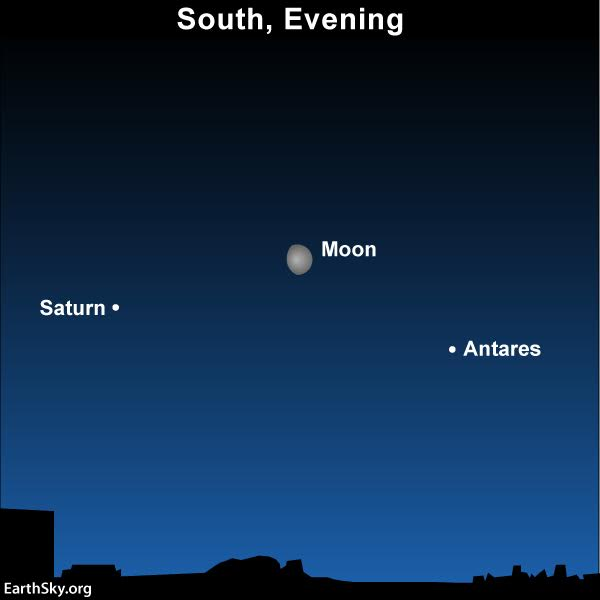 South, Evening
Moon
Saturn
Antares
EarthSky.org